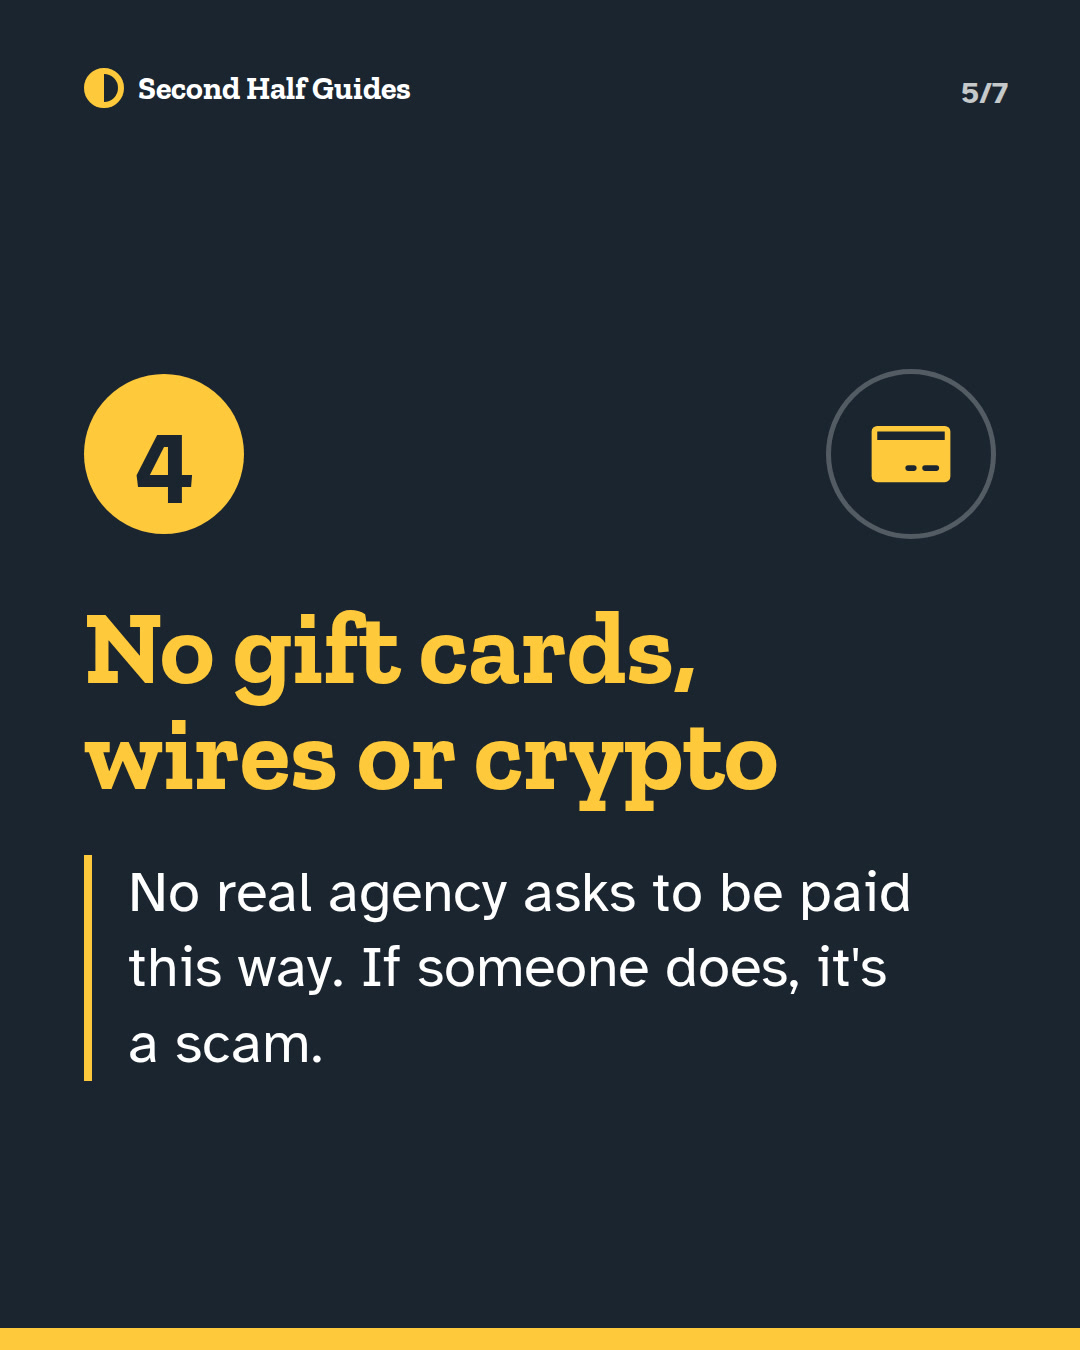 Second Half Guides
5/7
4
No gift cards,
wires or crypto
No real agency asks to be paid
this way. If someone does, it's
a scam.